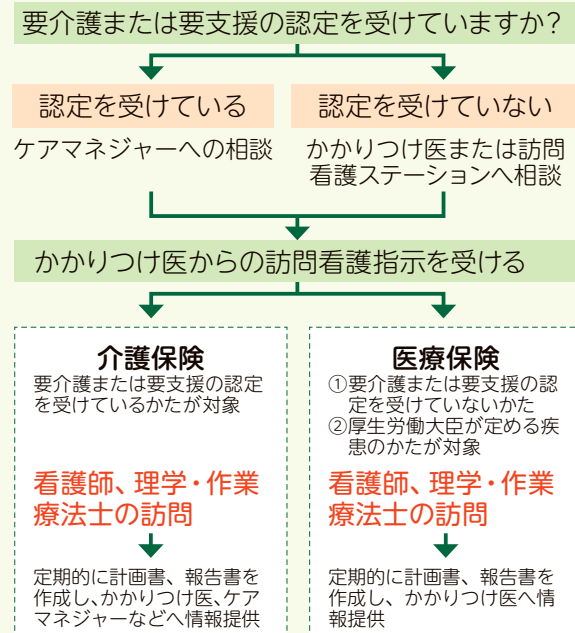 要介護または要支援の認定を受けていますか?
認定を受けている
ケアマネジャーへの相談
認定を受けていない
かかりつけ医または訪問
看護ステーションへ相談
かかりつけ医からの訪問看護指示を受ける
介護保険
要介護または要支援の認定
を受けているかたが対象
看護師、理学・作業
療法士の訪問
定期的に計画書、報告書を
作成し、かかりつけ医、ケア
マネジャーなどへ情報提供
医療保険
①要介護または要支援の認
定を受けていないかた
②厚生労働大臣が定める疾
患のかたが対象
看護師、理学・作業
療法士の訪問
定期的に計画書、報告書を
作成し、かかりつけ医へ情
報提供